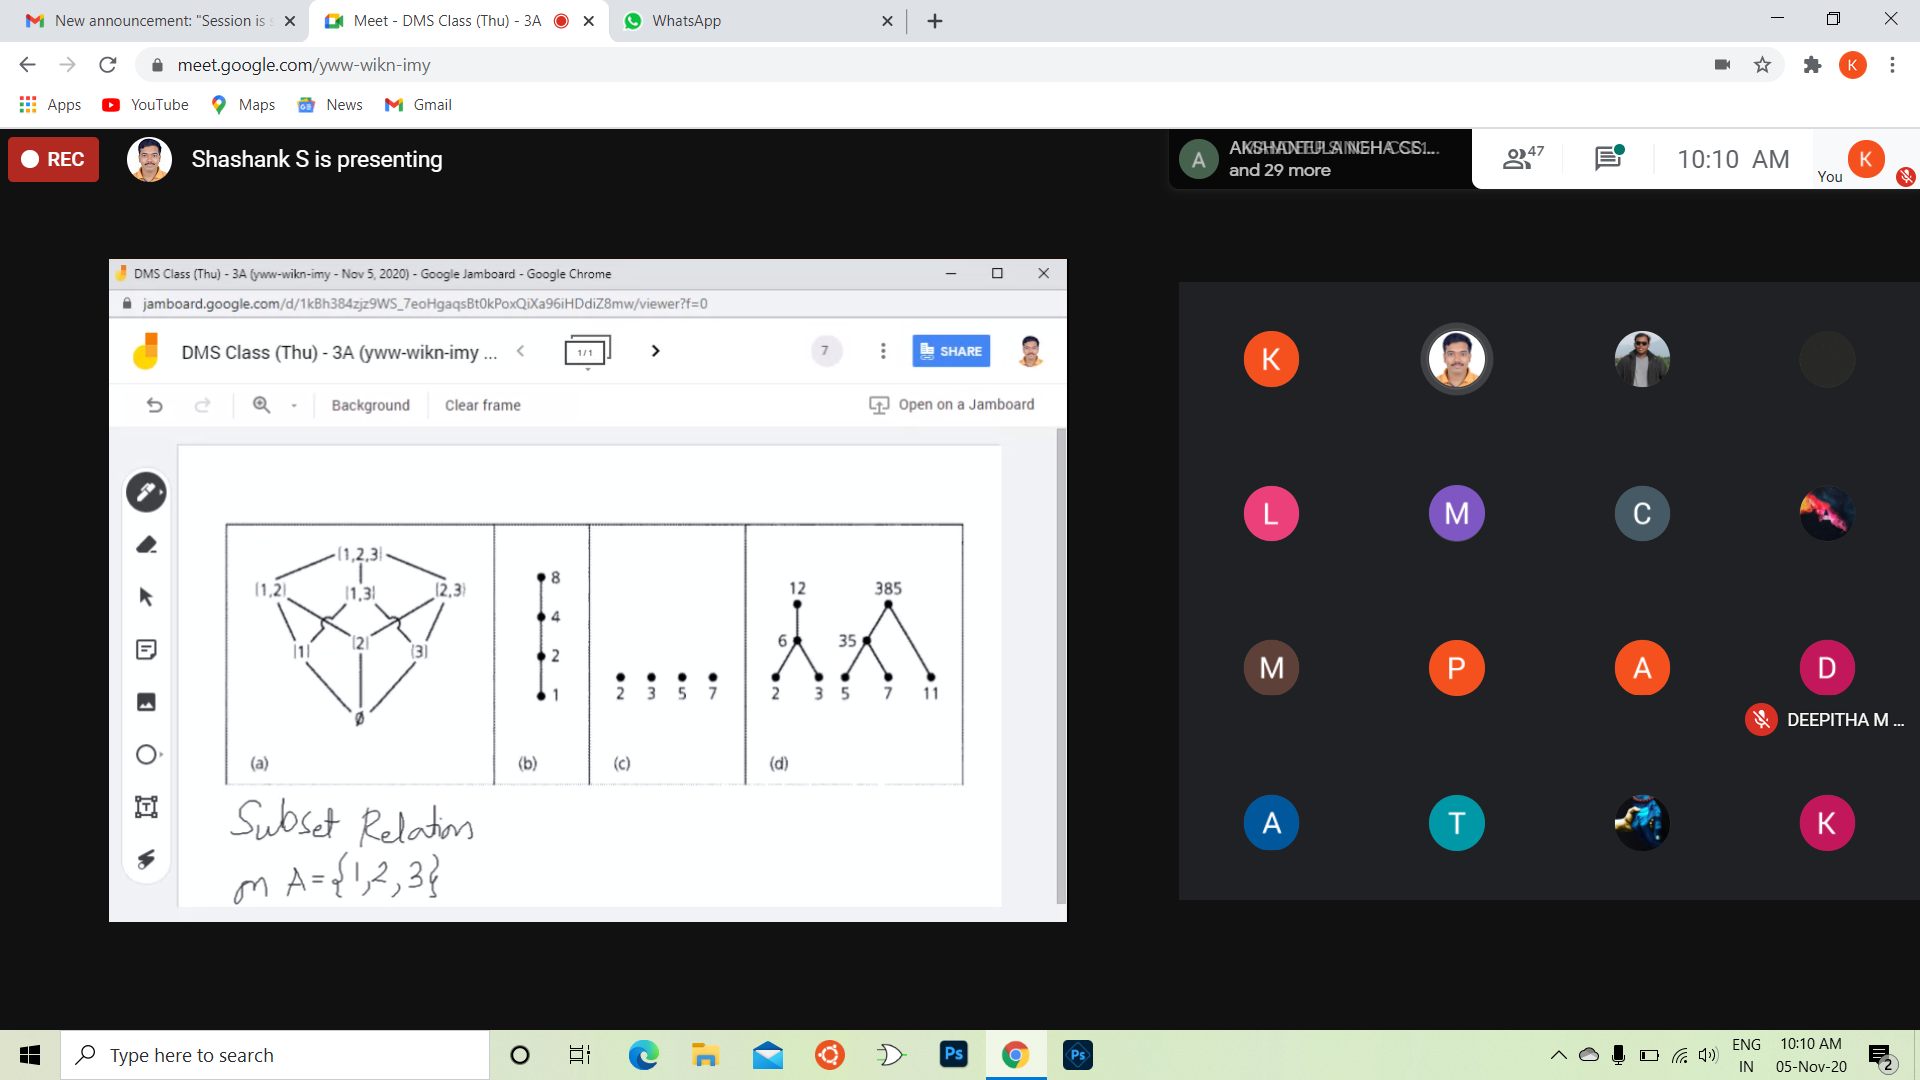 New announcement: "Session is s
Meet - DMS Class (Thu) - 3A
WhatsApp
meet.google.com/yww-wikn-imy
K
Apps
YouTube
Maps
News
Gmail
REC
Shashank S is presenting
A
and 29 more
47
10:10 AM
You
K
DMS Class (Thu) - 3A (yww-wikn-imy - Nov 5, 2020) - Google Jamboard - Google Chrome
jamboard.google.com/d/1kBh384zjz9WS_7eoHgaqsBt0kPoxQiXa96iHDdiZ8mw/viewer?f=0
DMS Class (Thu) - 3A (yww-wikn-imy ...
1/1
7
SHARE
Background
Clear frame
Open on a Jamboard
{1,2,3}
{1,2} {1,3} {2,3}
{1} {2} {3}
∅
(a)
8
4
2
1
(b)
2 3 5 7
(c)
12 385
6 35
2 3 5 7 11
(d)
Subset Relation
on A={1,2,3}
K
L M C
M P A D
DEEPITHA M ...
A T K
Type here to search
Ps
Ps
ENG
IN
10:10 AM
05-Nov-20
2